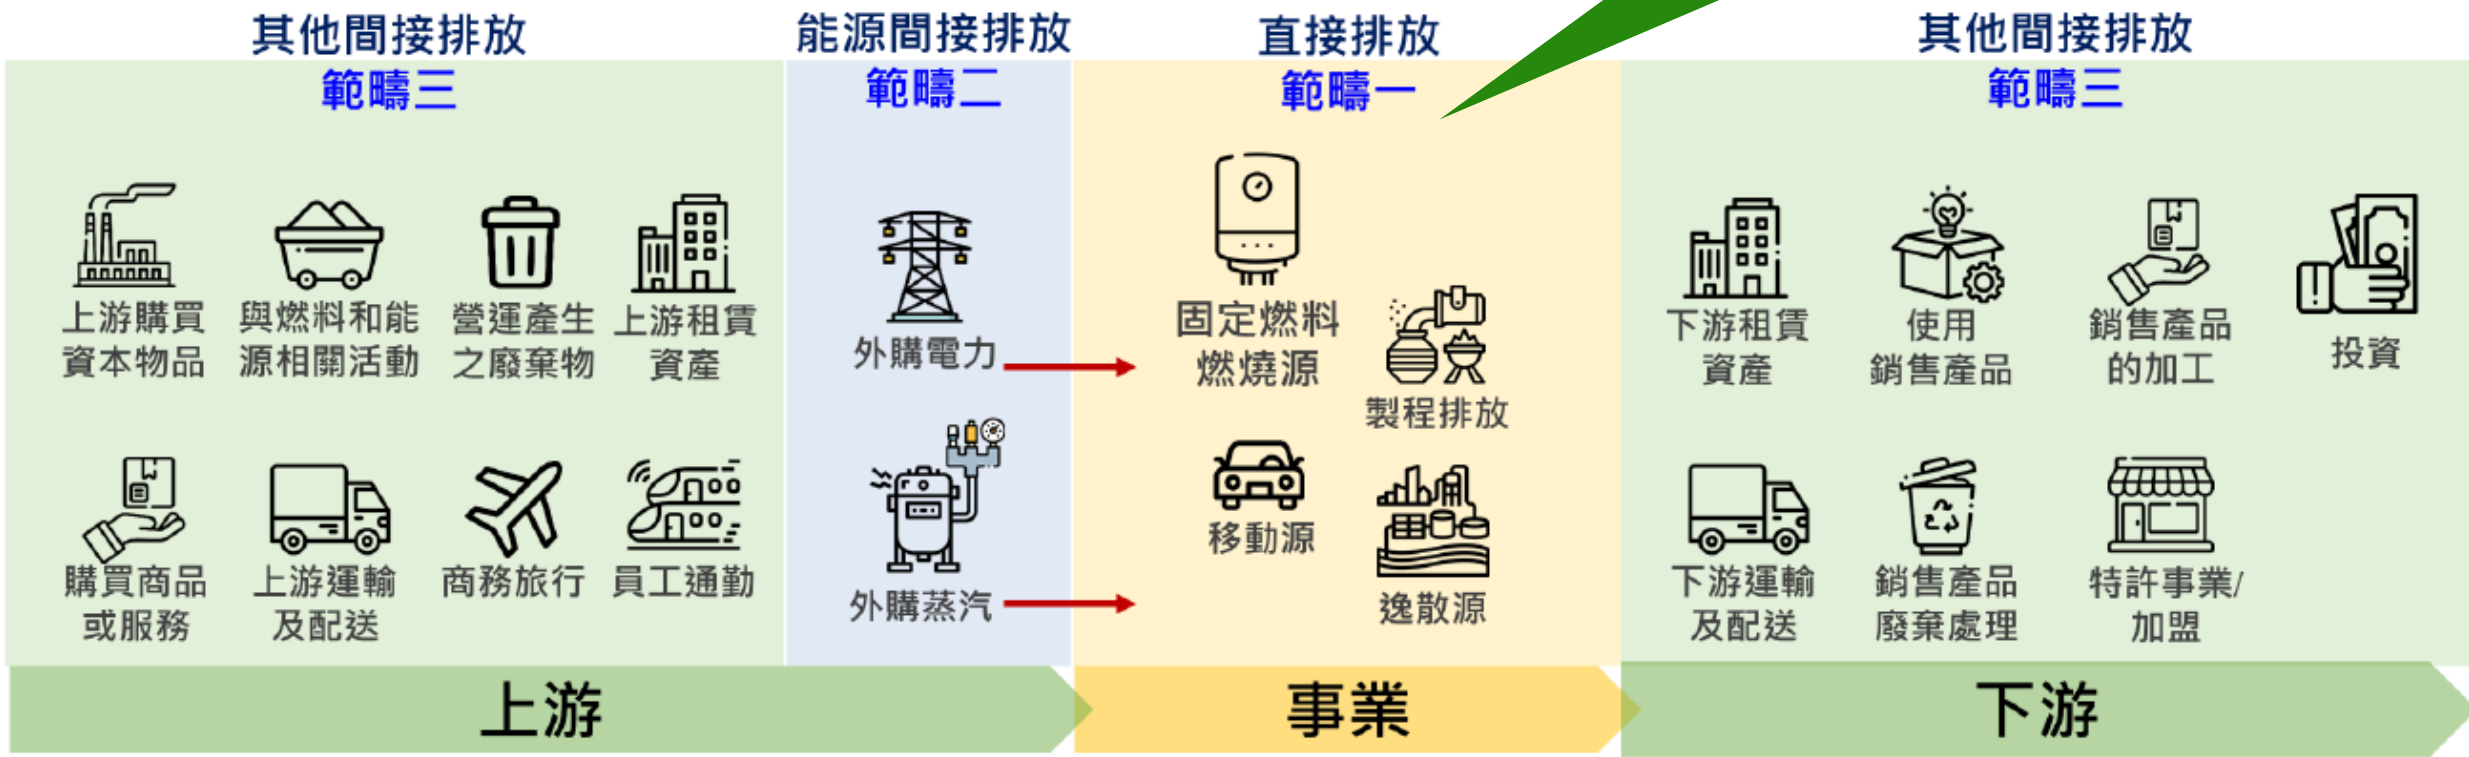 其他間接排放
範疇三
上游購買
資本物品
與燃料和能
源相關活動
營運產生
之廢棄物
上游租賃
資產
購買商品
或服務
上游運輸
及配送
商務旅行
員工通勤
能源間接排放
範疇二
外購電力
外購蒸汽
上游
直接排放
範疇一
固定燃料
燃燒源
製程排放
移動源
逸散源
事業
其他間接排放
範疇三
下游租賃
資產
使用
銷售產品
銷售產品
的加工
投資
下游運輸
及配送
銷售產品
廢棄處理
特許事業/
加盟
下游